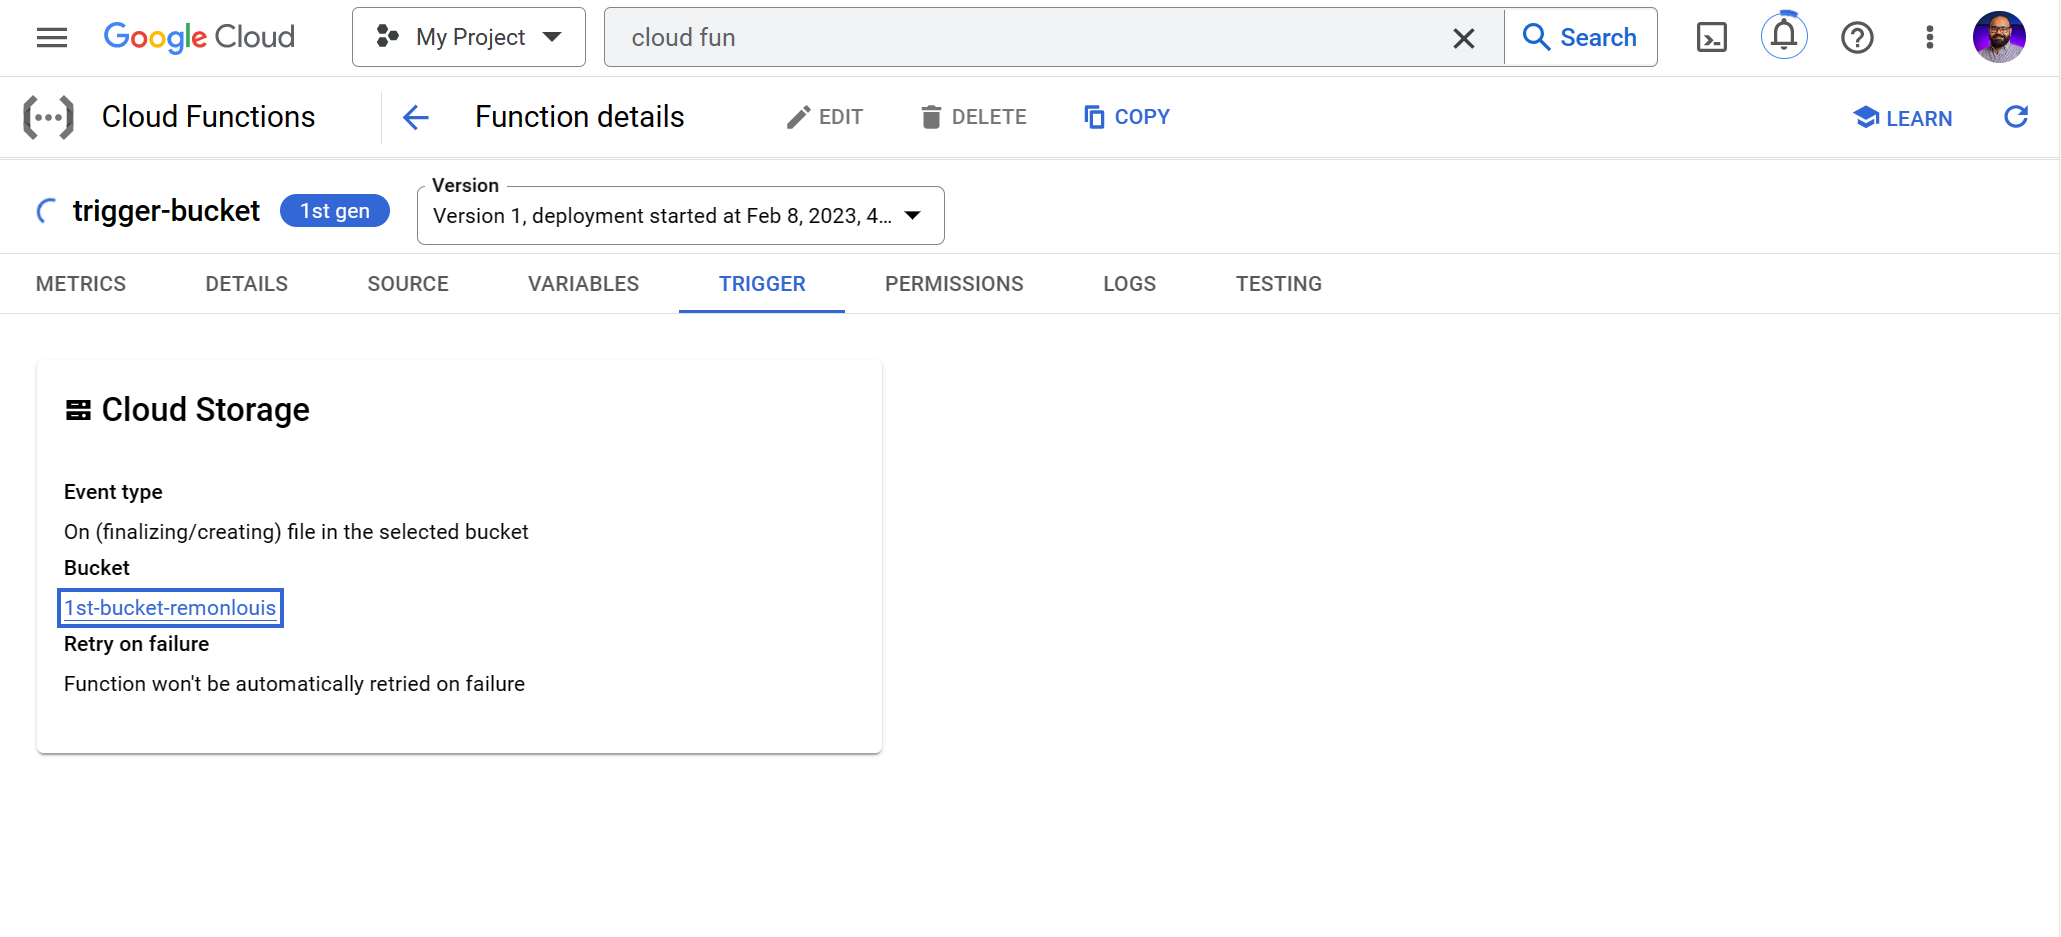 Google Cloud
My Project
cloud fun
Search
Cloud Functions
Function details
EDIT
DELETE
COPY
LEARN
trigger-bucket
1st gen
Version
Version 1, deployment started at Feb 8, 2023, 4...
METRICS
DETAILS
SOURCE
VARIABLES
TRIGGER
PERMISSIONS
LOGS
TESTING
Cloud Storage
Event type
On (finalizing/creating) file in the selected bucket
Bucket
1st-bucket-remonlouis
Retry on failure
Function won't be automatically retried on failure